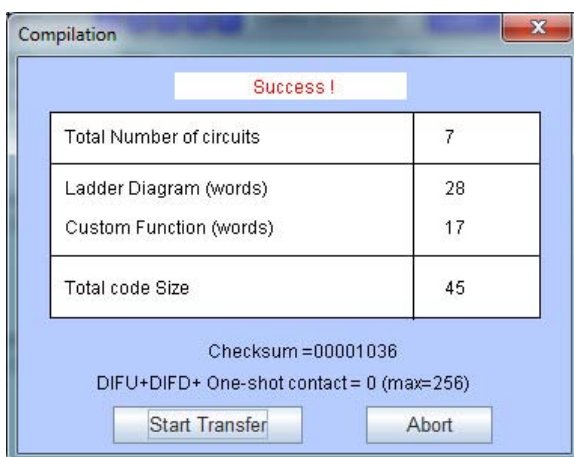 Compilation
Success !
Total Number of circuits 7
Ladder Diagram (words) 28
Custom Function (words) 17
Total code Size 45
Checksum =00001036
DIFU+DIFD+ One-shot contact = 0 (max=256)
Start Transfer Abort